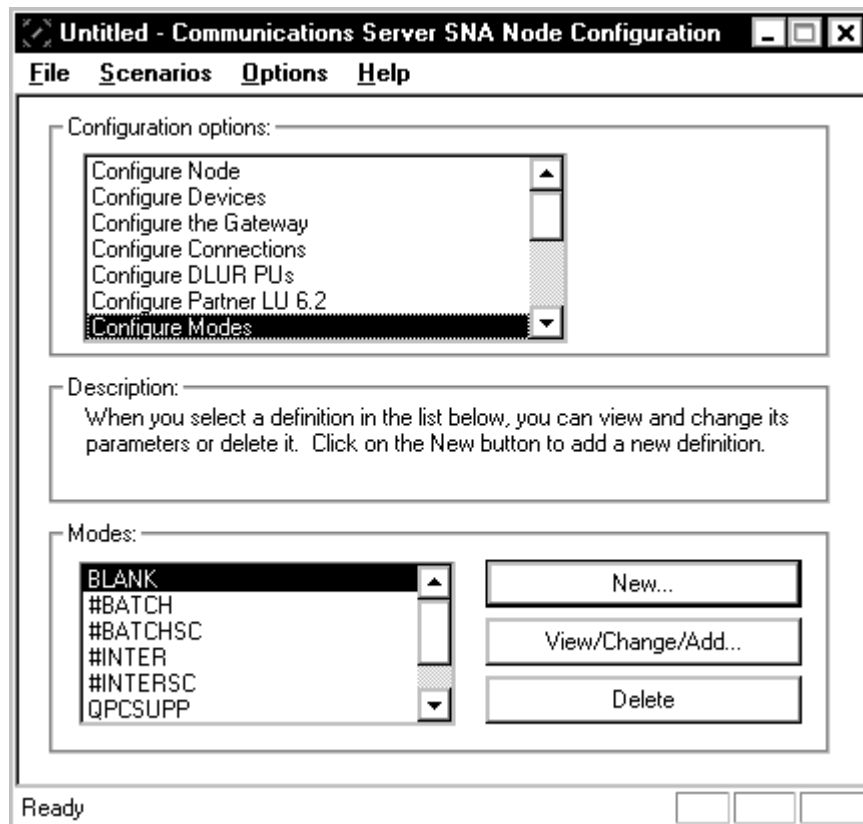 Untitled - Communications Server SNA Node Configuration
File Scenarios Options Help
Configuration options:
Configure Node
Configure Devices
Configure the Gateway
Configure Connections
Configure DLUR PUs
Configure Partner LU 6.2
Configure Modes
Description:
When you select a definition in the list below, you can view and change its
parameters or delete it. Click on the New button to add a new definition.
Modes:
BLANK
#BATCH
#BATCHSC
#INTER
#INTERSC
QPCSUPP
New...
View/Change/Add...
Delete
Ready